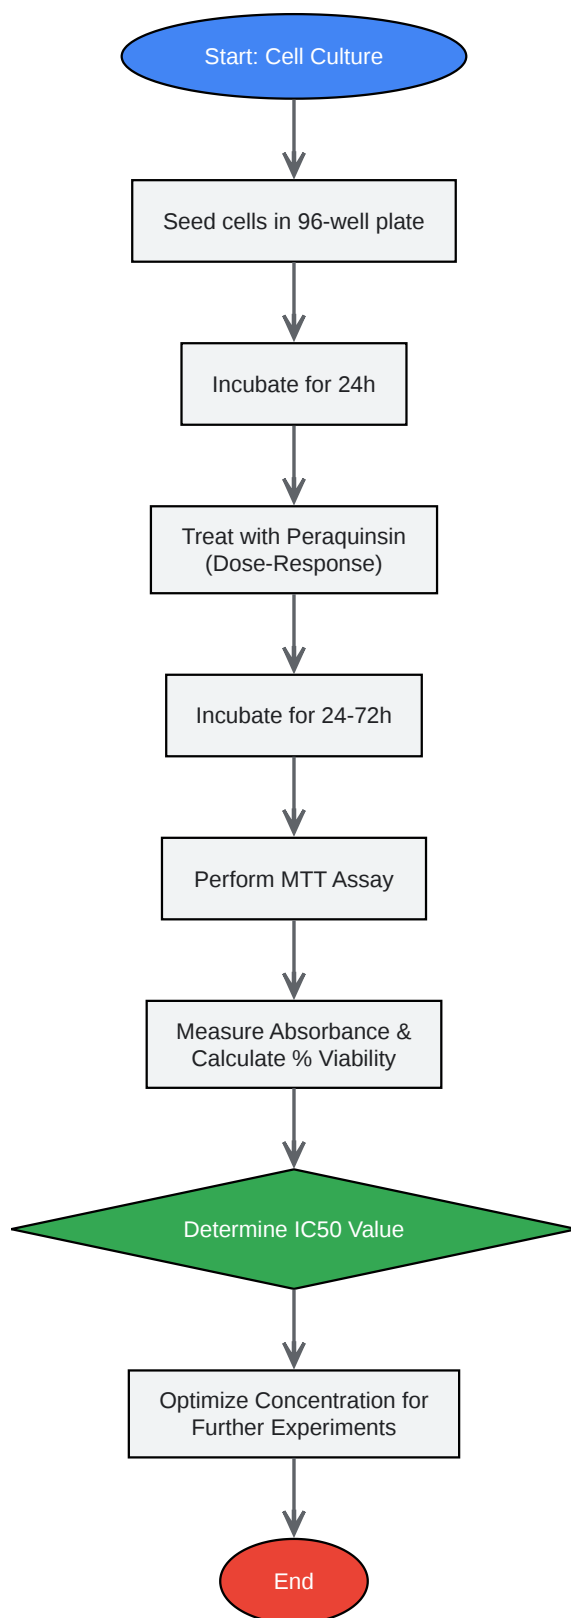 Start: Cell Culture
Seed cells in 96-well plate
Incubate for 24h
Treat with Peraquinsin
(Dose-Response)
Incubate for 24-72h
Perform MTT Assay
Measure Absorbance &
Calculate % Viability
Determine IC50 Value
Optimize Concentration for
Further Experiments
End